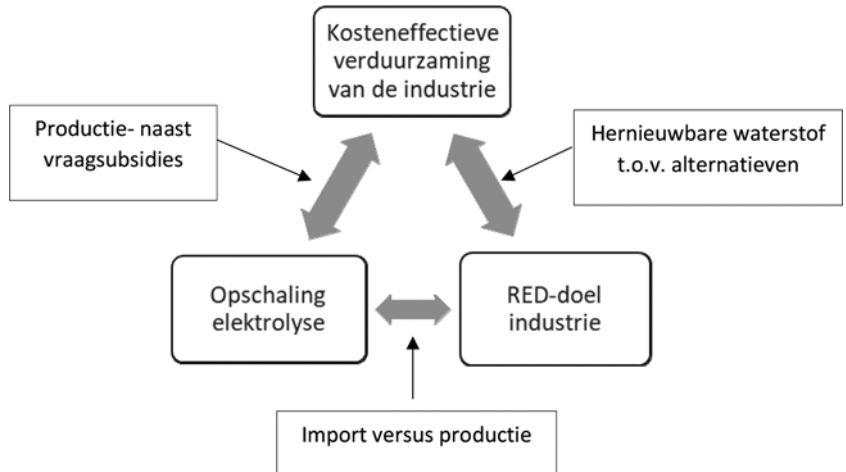 Kosteneffectieve
verduurzaming
van de industrie
Productie- naast
vraagsubsidies
Hernieuwbare waterstof
t.o.v. alternatieven
Opschaling
elektrolyse
RED-doel
industrie
Import versus productie